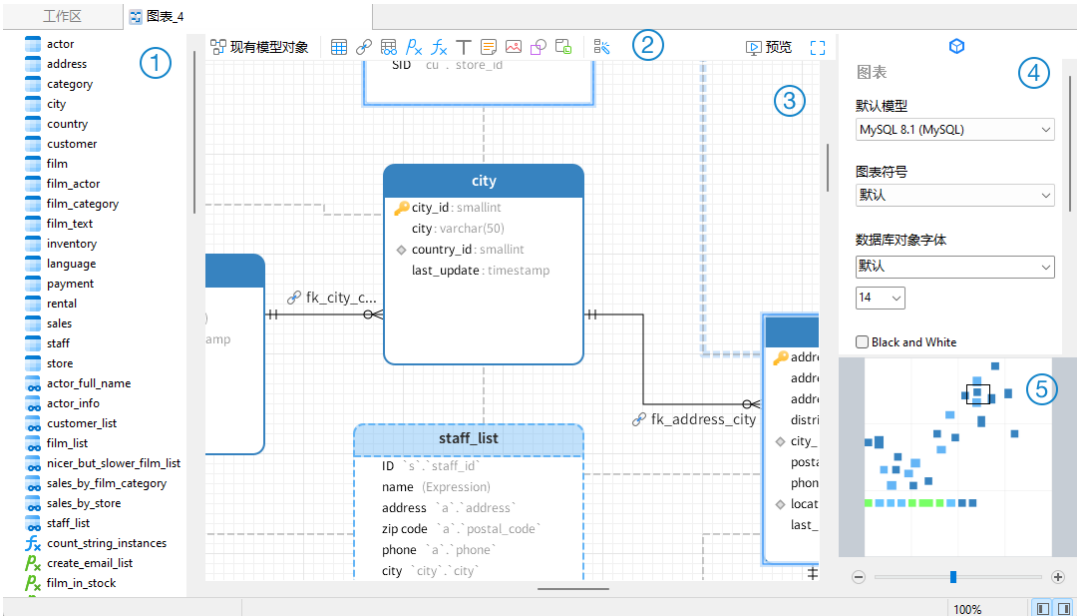 工作区
图表_4
actor
address
category
city
country
customer
film
film_actor
film_category
film_text
inventory
language
payment
rental
sales
staff
store
actor_full_name
actor_info
customer_list
film_list
nicer_but_slower_film_list
sales_by_film_category
sales_by_store
staff_list
count_string_instances
create_email_list
film_in_stock
1
现有模型对象
2
预览
3
SID cu . store_id
city
city_id : smallint
city : varchar(50)
country_id : smallint
last_update : timestamp
fk_city_c...
)
amp
fk_address_city
staff_list
ID `s`.`staff_id`
name (Expression)
address `a`.`address`
zip code `a`.`postal_code`
phone `a`.`phone`
city `city`.`city`
addre
addre
addre
distri
city_
posta
phon
locat
last_
4
图表
默认模型
MySQL 8.1 (MySQL)
图表符号
默认
数据库对象字体
默认
14
Black and White
5
100%